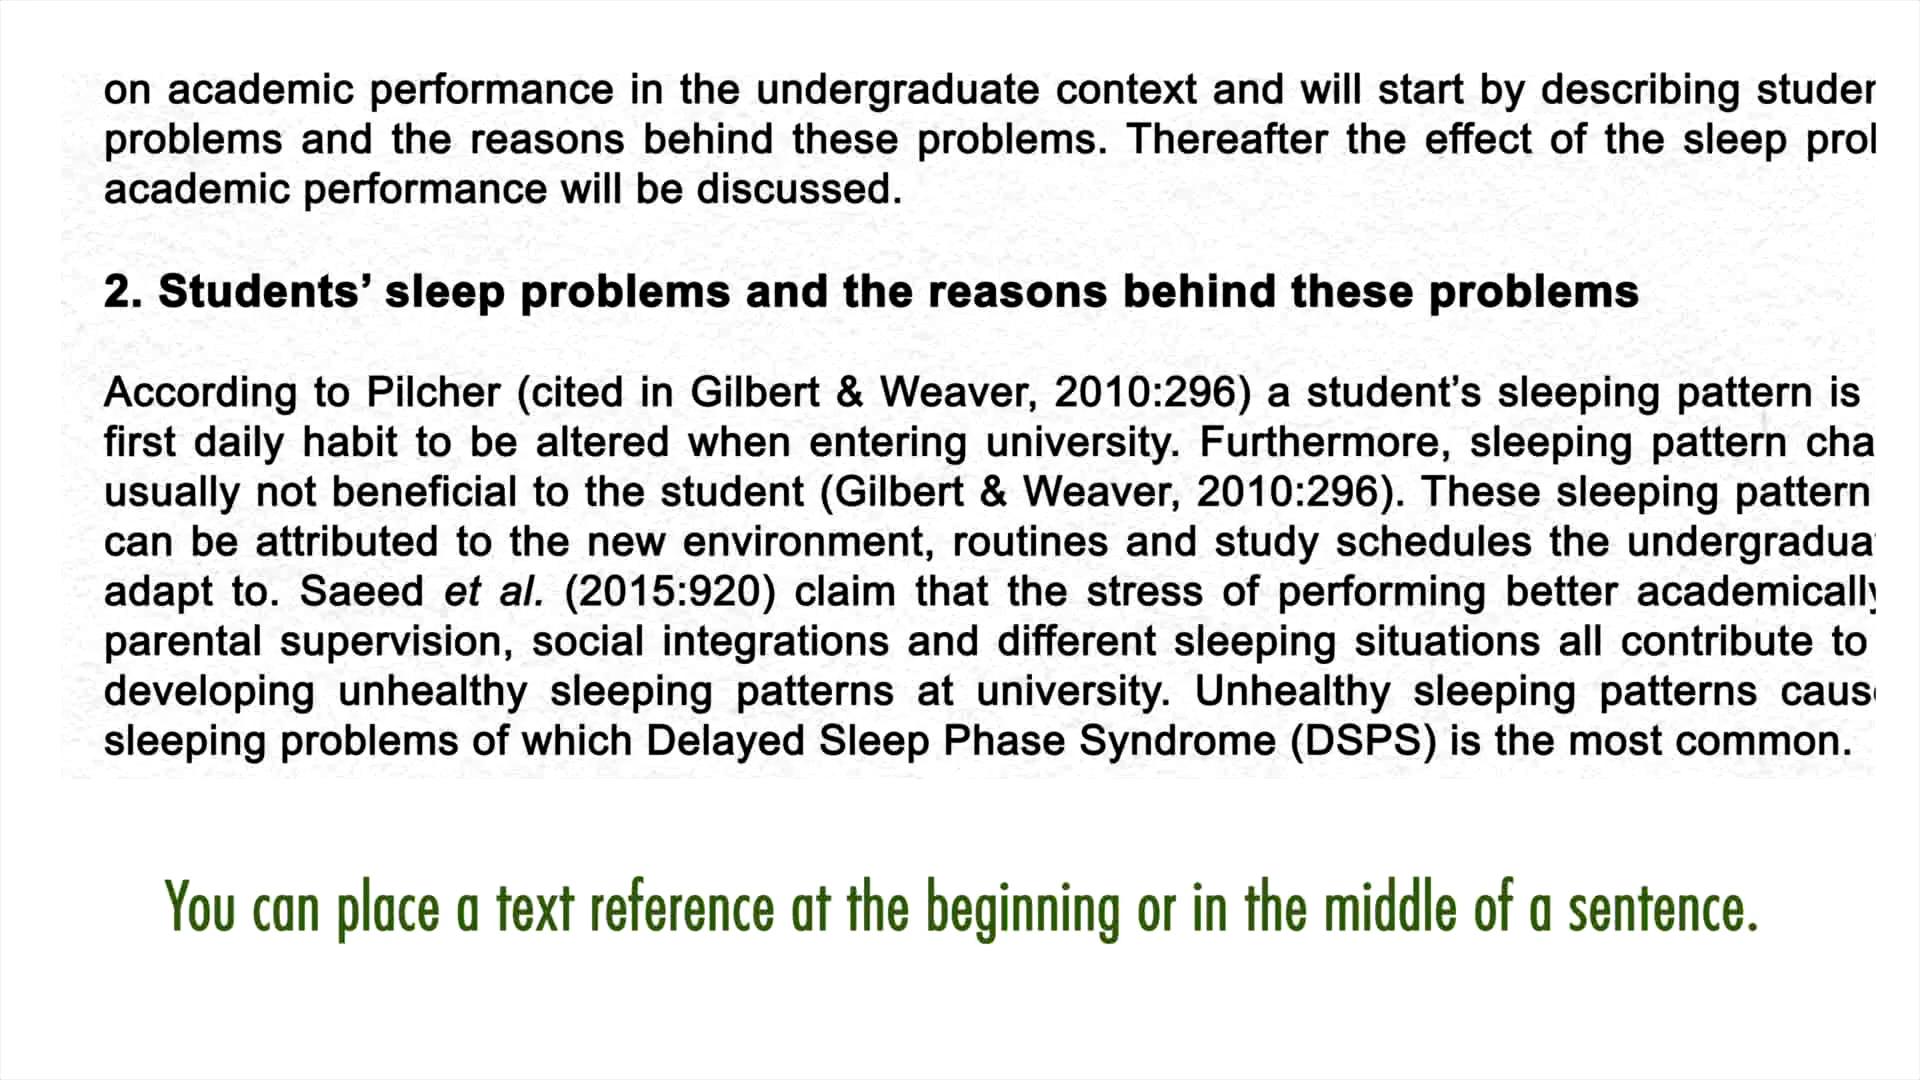 on academic performance in the undergraduate context and will start by describing
problems and the reasons behind these problems. Thereafter the effect of the sleep
academic performance will be discussed.
2. Students’ sleep problems and the reasons behind these problems
According to Pilcher (cited in Gilbert & Weaver, 2010:296) a student’s sleeping pattern is
first daily habit to be altered when entering university. Furthermore, sleeping pattern
usually not beneficial to the student (Gilbert & Weaver, 2010:296). These sleeping pattern
can be attributed to the new environment, routines and study schedules the
adapt to. Saeed et al. (2015:920) claim that the stress of performing better academically
parental supervision, social integrations and different sleeping situations all contribute to
developing unhealthy sleeping patterns at university. Unhealthy sleeping patterns
sleeping problems of which Delayed Sleep Phase Syndrome (DSPS) is the most common.
You can place a text reference at the beginning or in the middle of a sentence.